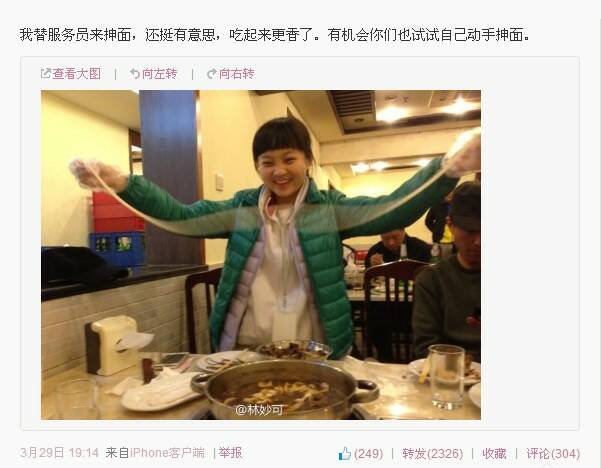 我替服务员来抻面，还挺有意思，吃起来更香了。有机会你们也试试自己动手抻面。
查看大图 | 向左转 | 向右转
@林妙可
3月29日 19:14 来自iPhone客户端 | 举报 (249) | 转发(2326) | 收藏 | 评论(304)